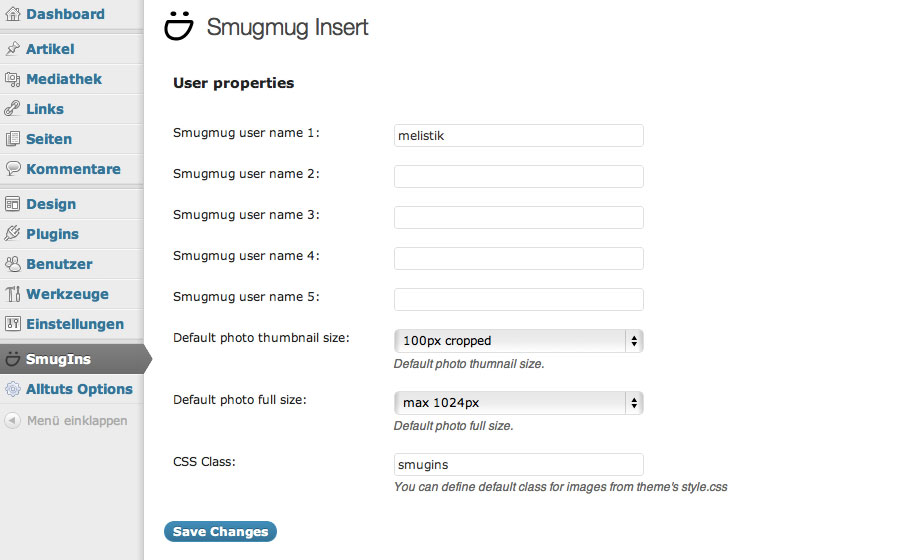 Dashboard
Artikel
Mediathek
Links
Seiten
Kommentare
Design
Plugins
Benutzer
Werkzeuge
Einstellungen
SmugIns
Alltuts Options
Menü einklappen
Smugmug Insert
User properties
Smugmug user name 1: melistik
Smugmug user name 2:
Smugmug user name 3:
Smugmug user name 4:
Smugmug user name 5:
Default photo thumbnail size: 100px cropped
Default photo thumnail size.
Default photo full size: max 1024px
Default photo full size.
CSS Class: smugins
You can define default class for images from theme's style.css
Save Changes